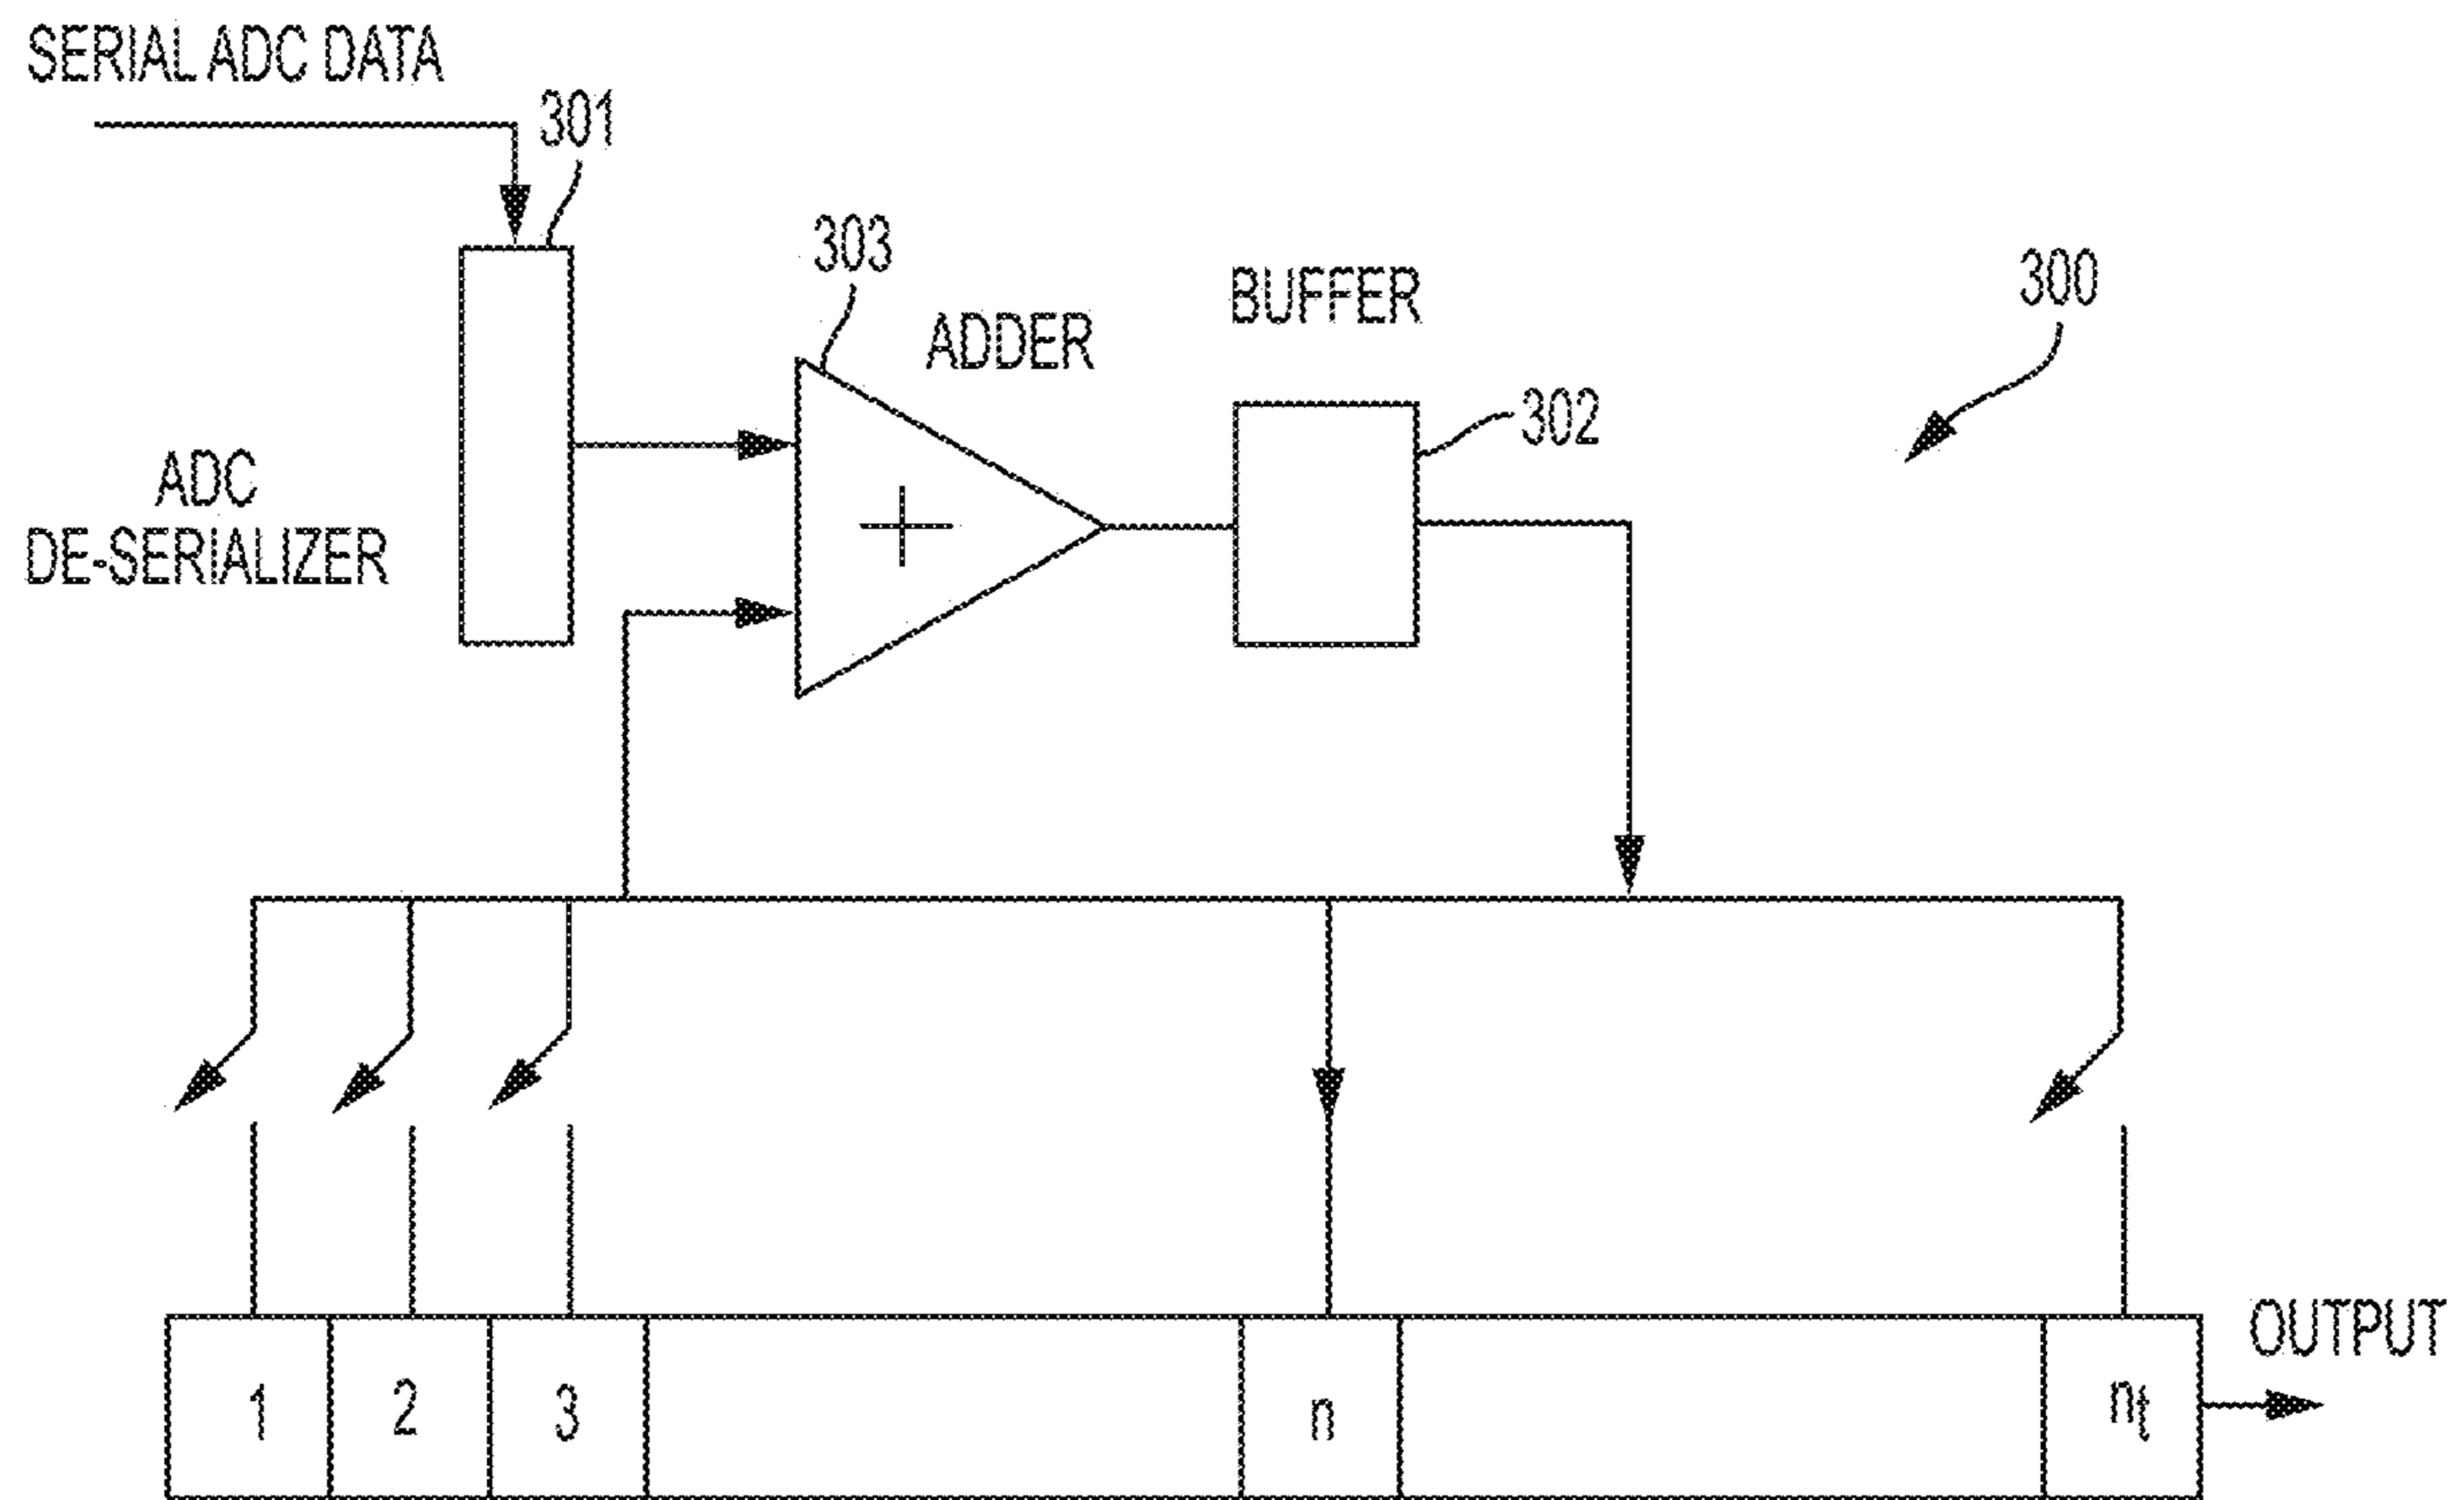 SERIAL ADC DATA
301
303
ADDER
BUFFER
300
302
ADC
DE-SERIALIZER
+
OUTPUT
1 2 3 n nt